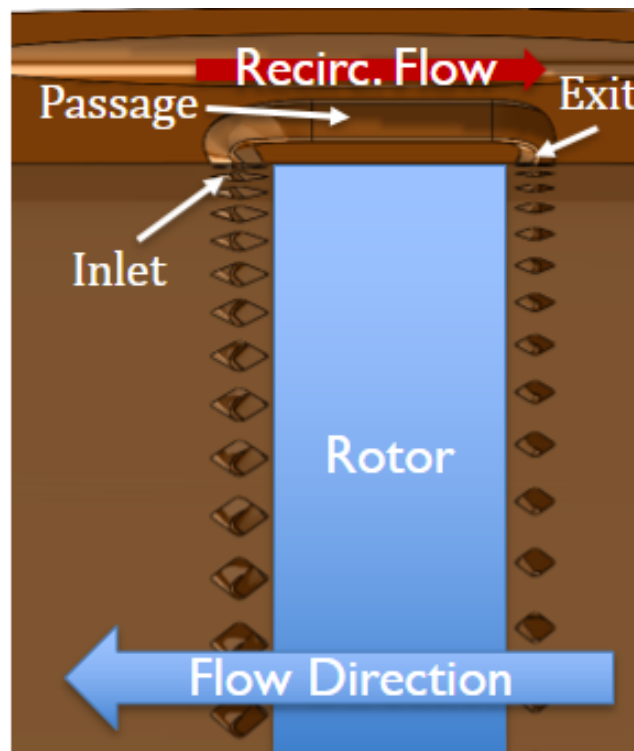 Recirc. Flow
Passage
Exit
Inlet
Rotor
Flow Direction